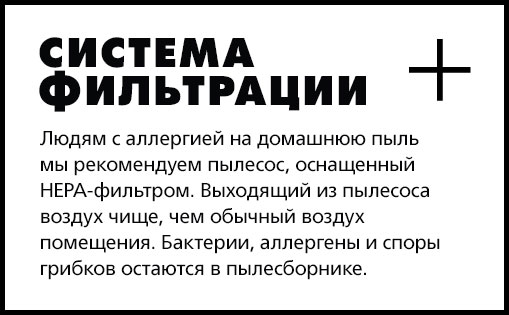 СИСТЕМА
ФИЛЬТРАЦИИ
Людям с аллергией на домашнюю пыль
мы рекомендуем пылесос, оснащенный
HEPA-фильтром. Выходящий из пылесоса
воздух чище, чем обычный воздух
помещения. Бактерии, аллергены и споры
грибков остаются в пылесборнике.